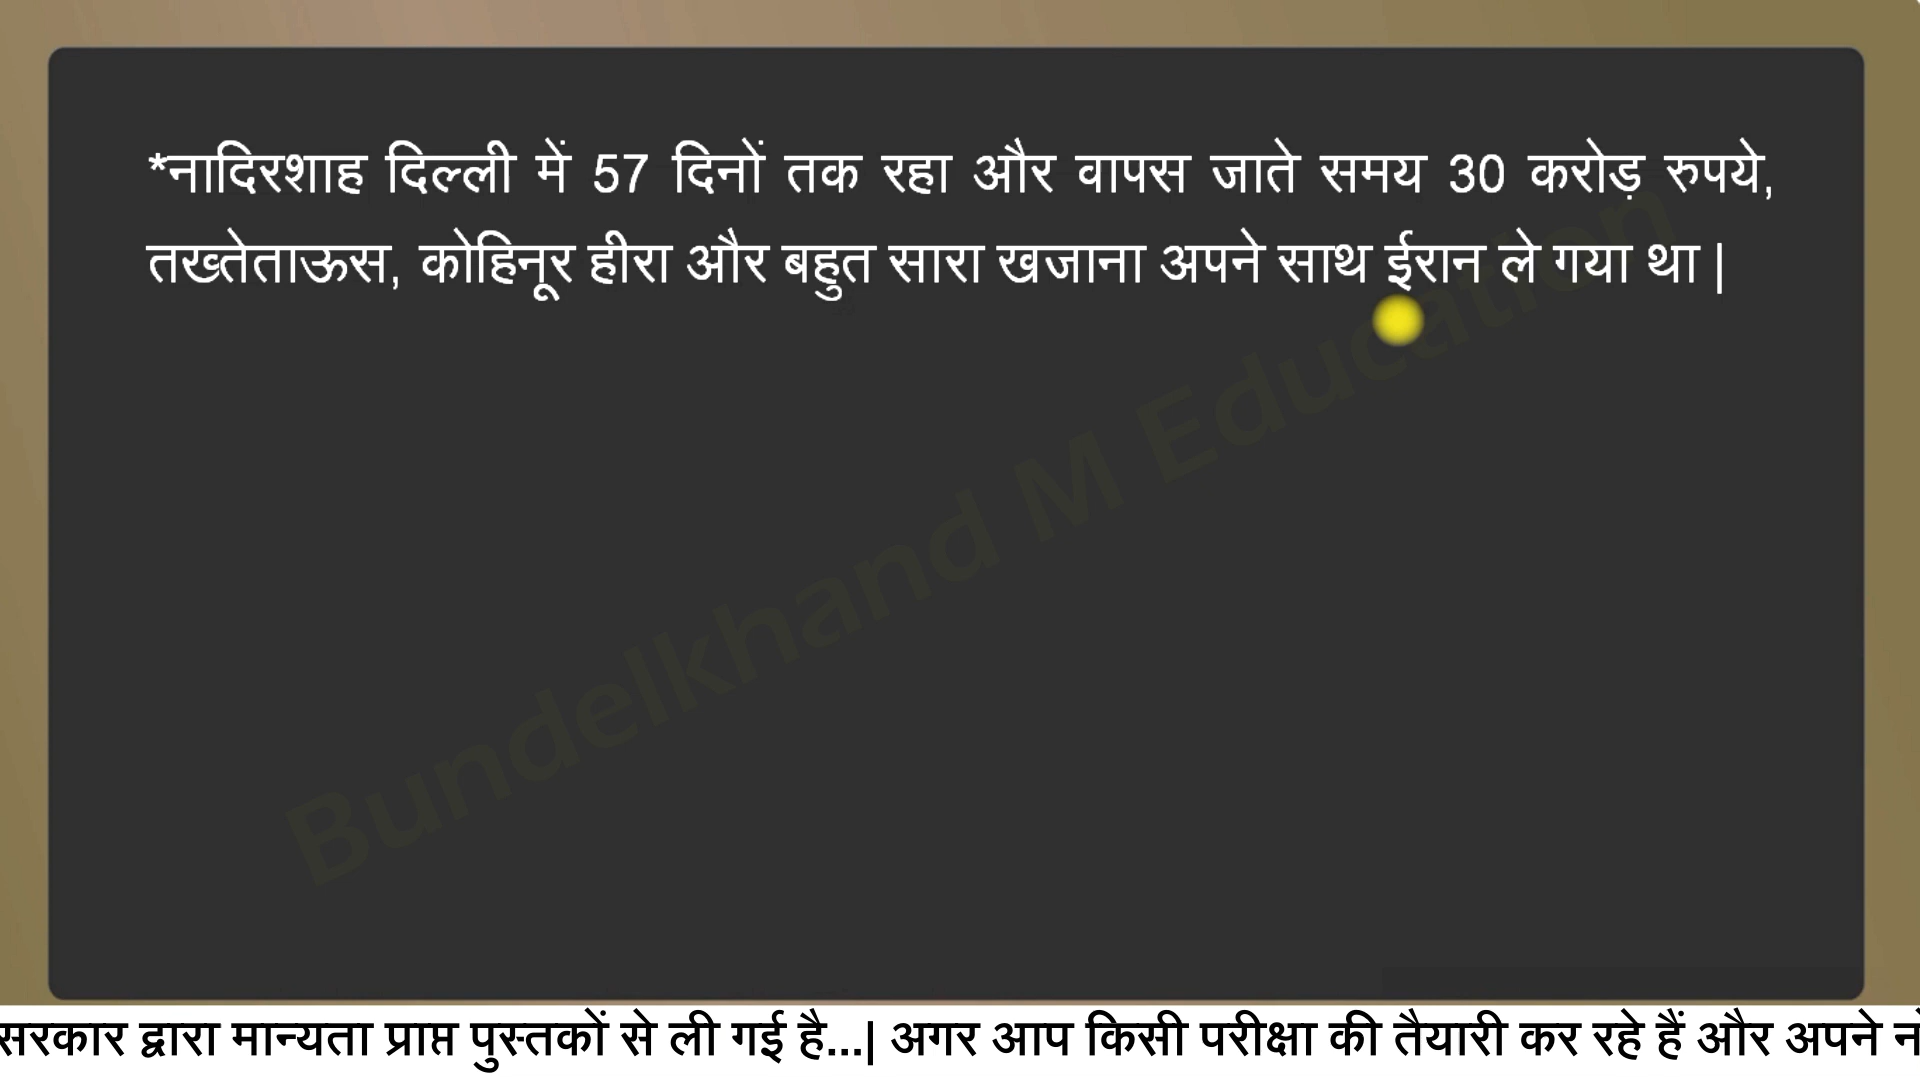 *नादिरशाह दिल्ली में 57 दिनों तक रहा और वापस जाते समय 30 करोड़ रुपये,
तख्तेताऊस, कोहिनूर हीरा और बहुत सारा खजाना अपने साथ ईरान ले गया था |
Bundelkhand M Education
सरकार द्वारा मान्यता प्राप्त पुस्तकों से ली गई है...| अगर आप किसी परीक्षा की तैयारी कर रहे हैं और अपने